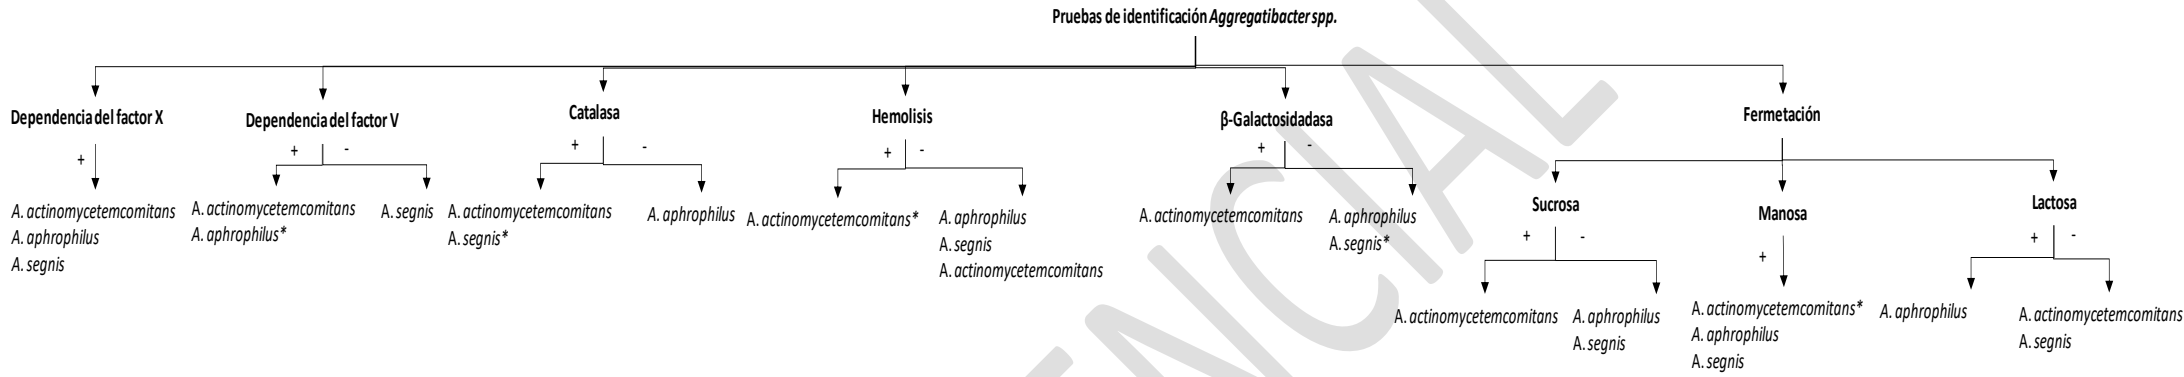 Pruebas de identificación Aggregatibacter spp.
Dependencia del factor X
+
A. actinomycetemcomitans
A. aphrophilus
A. segnis
Dependencia del factor V
+ -
A. actinomycetemcomitans
A. aphrophilus*
A. segnis
Catalasa
+ -
A. actinomycetemcomitans
A. segnis*
A. aphrophilus
Hemolisis
+ -
A. actinomycetemcomitans*
A. aphrophilus
A. segnis
A. actinomycetemcomitans
β-Galactosidadasa
+ -
A. actinomycetemcomitans
A. aphrophilus
A. segnis*
Fermetación
Sucrosa
+ -
A. actinomycetemcomitans
A. aphrophilus
A. segnis
Manosa
+
A. actinomycetemcomitans*
A. aphrophilus
A. segnis
Lactosa
+ -
A. aphrophilus
A. actinomycetemcomitans
A. segnis
ENCIAL